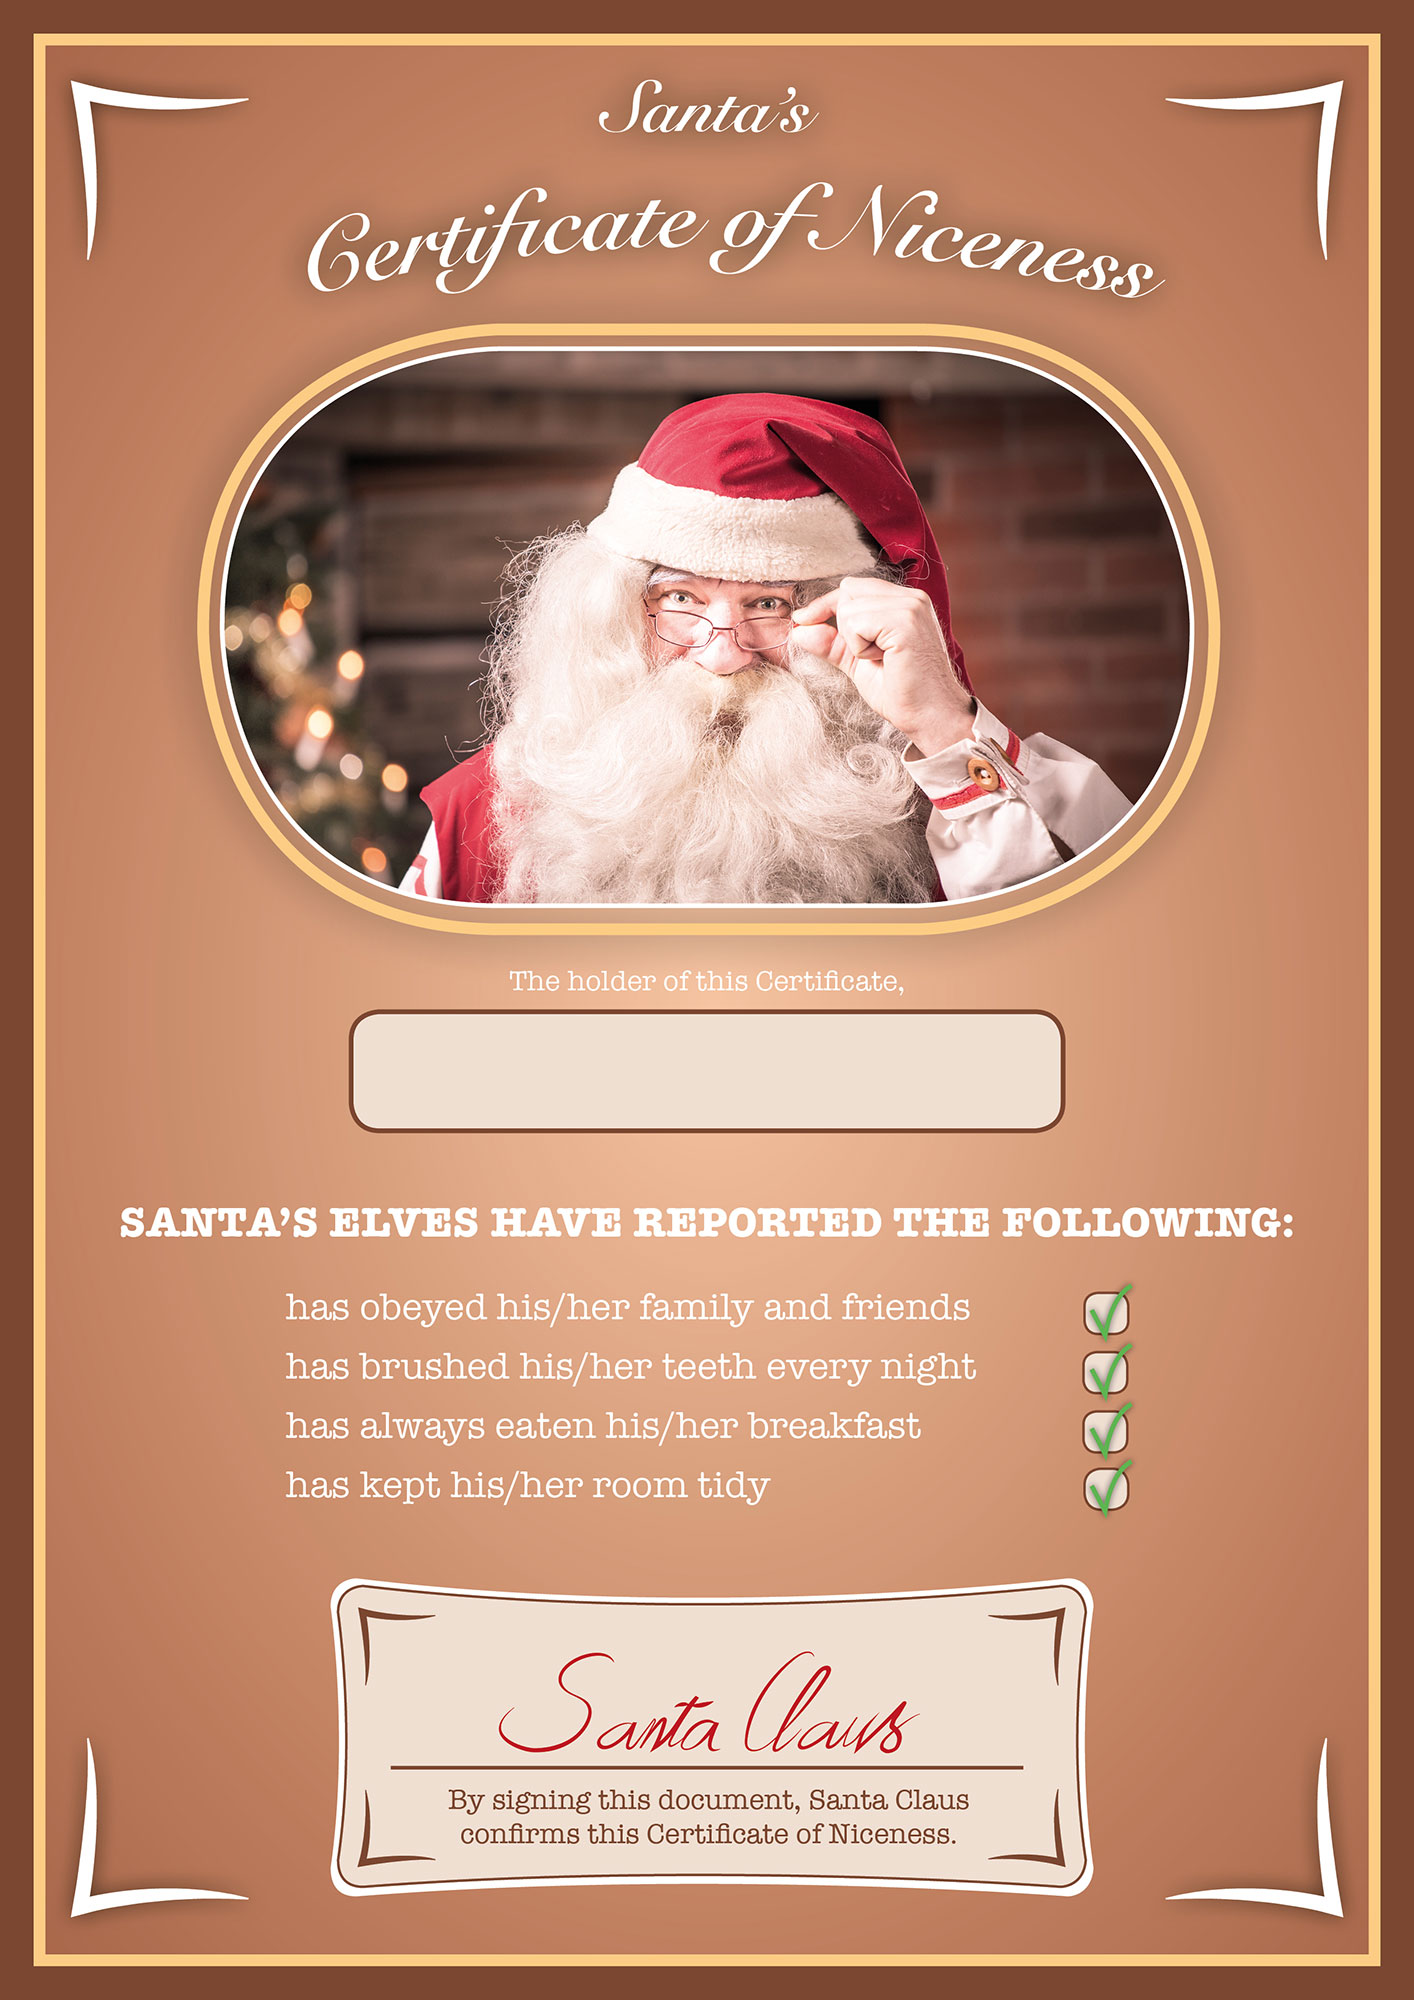 Santa's
Certificate of Niceness
The holder of this Certificate,
SANTA'S ELVES HAVE REPORTED THE FOLLOWING:
has obeyed his/her family and friends
has brushed his/her teeth every night
has always eaten his/her breakfast
has kept his/her room tidy
Santa Claus
By signing this document, Santa Claus
confirms this Certificate of Niceness.